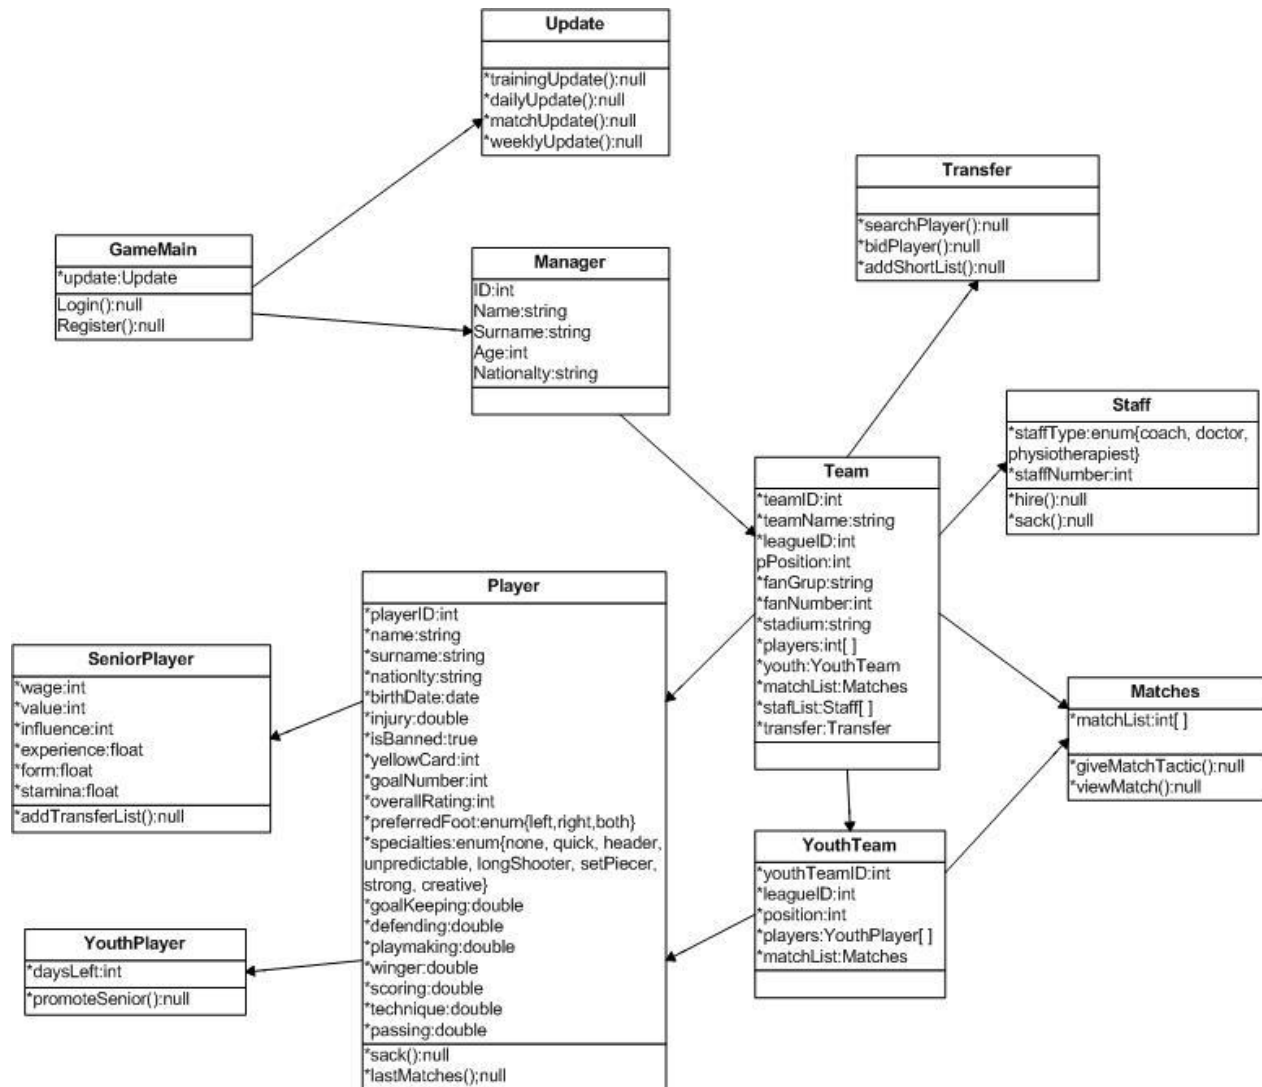 Update
*trainingUpdate():null
*dailyUpdate():null
*matchUpdate():null
*weeklyUpdate():null
Transfer
*searchPlayer():null
*bidPlayer():null
*addShortList():null
GameMain
*update:Update
Login():null
Register():null
Manager
ID:int
Name:string
Surname:string
Age:int
Nationalty:string
Staff
*staffType:enum{coach, doctor,
physiotherapiest}
*staffNumber:int
*hire():null
*sack():null
Team
*teamID:int
*teamName:string
*leagueID:int
pPosition:int
*fanGrup:string
*fanNumber:int
*stadium:string
*players:int[ ]
*youth:YouthTeam
*matchList:Matches
*stafList:Staff[ ]
*transfer:Transfer
Player
*playerID:int
*name:string
*surname:string
*nationlty:string
*birthDate:date
*injury:double
*isBanned:true
*yellowCard:int
*goalNumber:int
*overallRating:int
*preferredFoot:enum{left,right,both}
*specialties:enum{none, quick, header,
unpredictable, longShooter, setPiecer,
strong, creative}
*goalKeeping:double
*defending:double
*playmaking:double
*winger:double
*scoring:double
*technique:double
*passing:double
*sack():null
*lastMatches();null
SeniorPlayer
*wage:int
*value:int
*influence:int
*experience:float
*form:float
*stamina:float
*addTransferList():null
Matches
*matchList:int[ ]
*giveMatchTactic():null
*viewMatch():null
YouthTeam
*youthTeamID:int
*leagueID:int
*position:int
*players:YouthPlayer[ ]
*matchList:Matches
YouthPlayer
*daysLeft:int
*promoteSenior():null